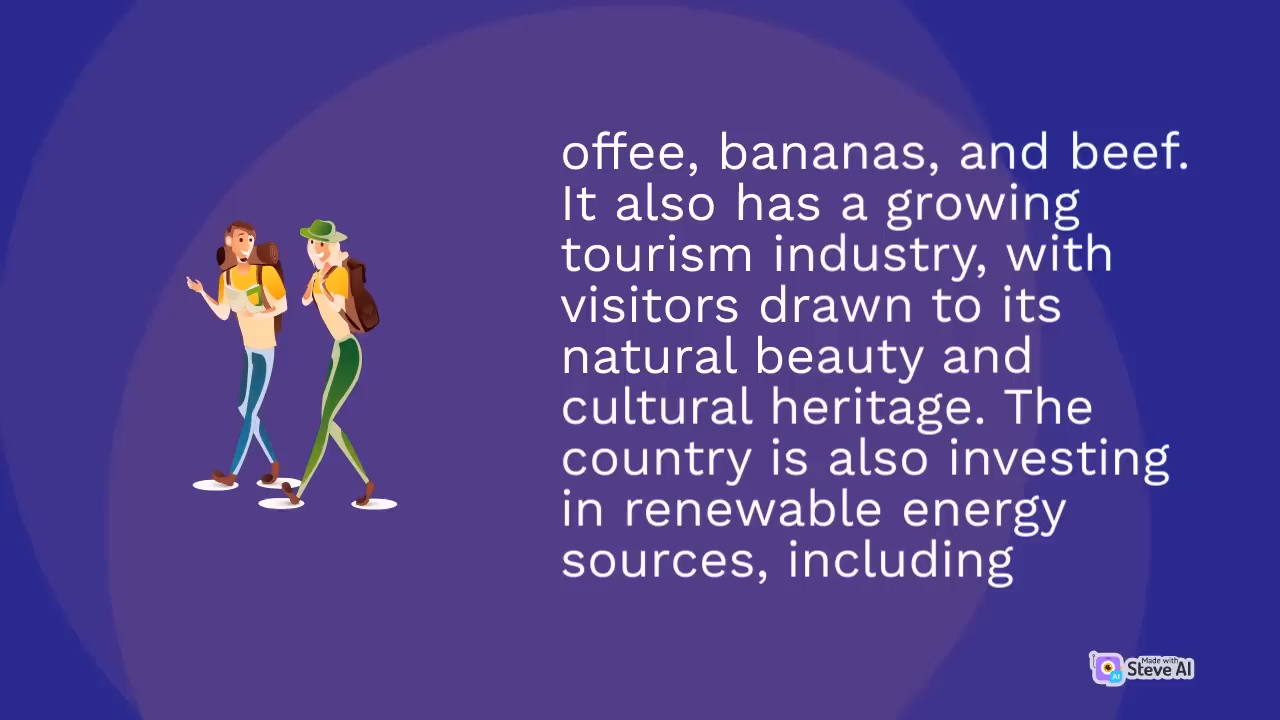 offee, bananas, and beef.
It also has a growing
tourism industry, with
visitors drawn to its
natural beauty and
cultural heritage. The
country is also investing
in renewable energy
sources, including
Made with
Steve AI
AI